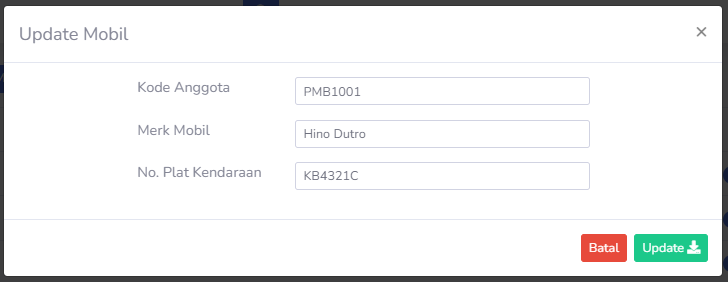 Update Mobil
×
Kode Anggota PMB1001
Merk Mobil Hino Dutro
No. Plat Kendaraan KB4321C
Batal Update